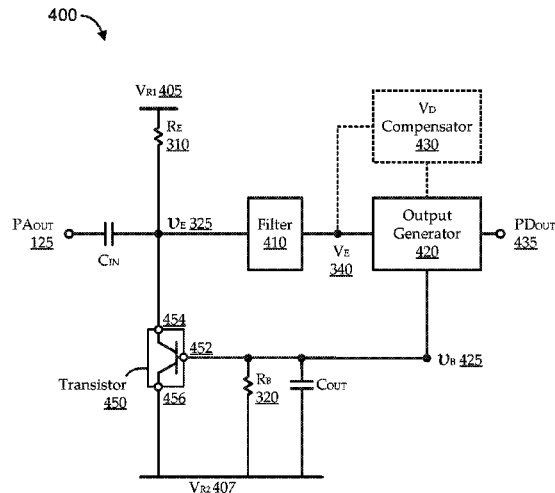 400
VR1 405
RE
310
VD
Compensator
430
PAOUT
125
CIN
υE 325
Filter
410
VE
340
Output
Generator
420
PDOUT
435
454
452
Transistor
450
456
RB
320
COUT
υB 425
VR2 407